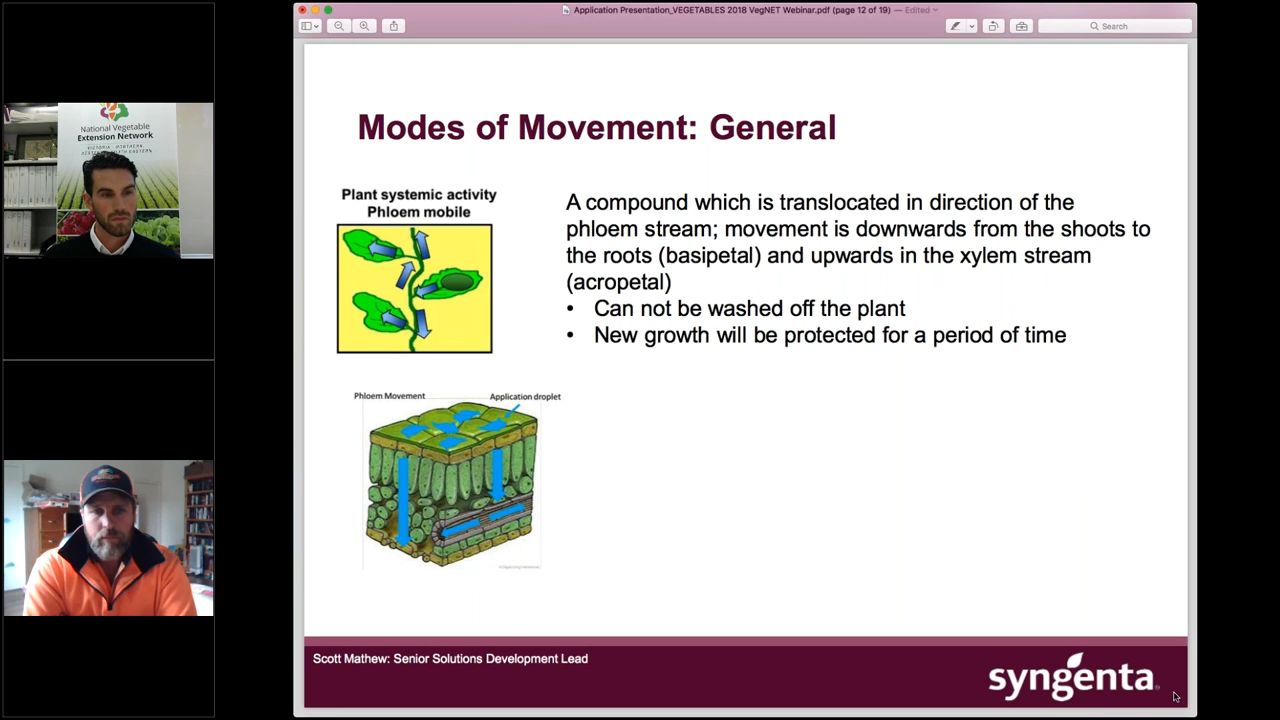 Application Presentation_VEGETABLES 2018 VegNET Webinar.pdf (page 12 of 19) — Edited
Search
National Vegetable
Extension Network
Modes of Movement: General
Plant systemic activity
Phloem mobile
A compound which is translocated in direction of the
phloem stream; movement is downwards from the shoots to
the roots (basipetal) and upwards in the xylem stream
(acropetal)
• Can not be washed off the plant
• New growth will be protected for a period of time
Phloem Movement
Application droplet
Scott Mathew: Senior Solutions Development Lead
syngenta